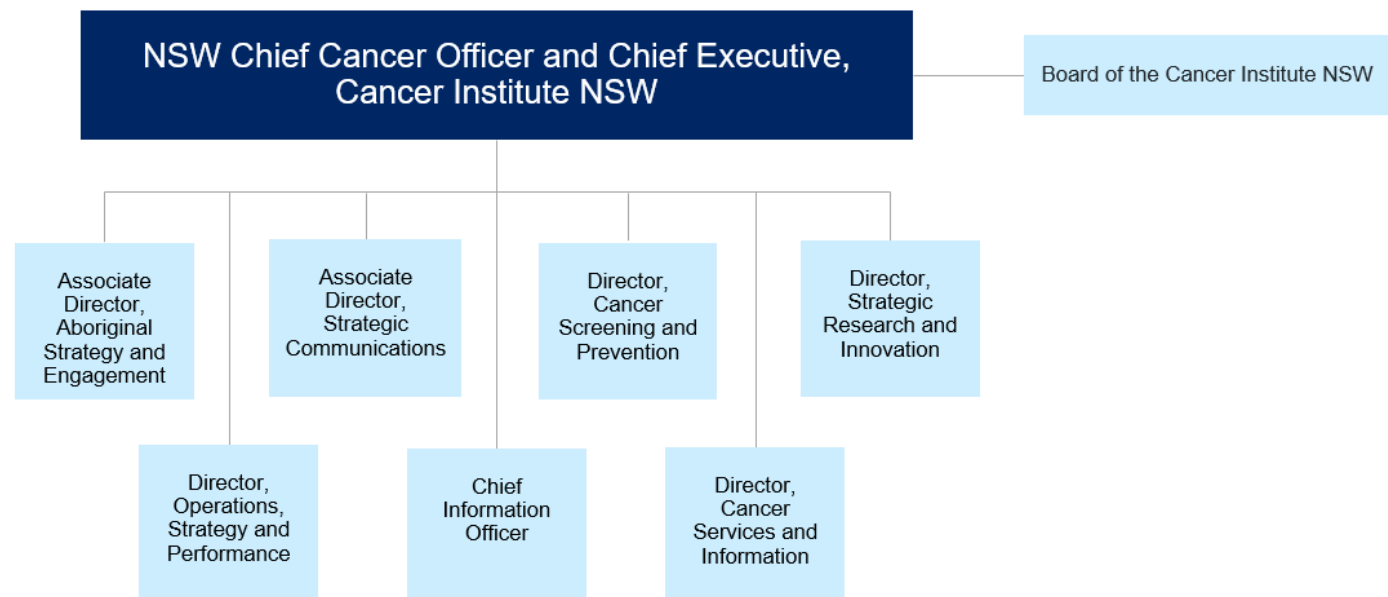 NSW Chief Cancer Officer and Chief Executive,
Cancer Institute NSW
Board of the Cancer Institute NSW
Associate
Director,
Aboriginal
Strategy and
Engagement
Associate
Director,
Strategic
Communications
Director,
Cancer
Screening and
Prevention
Director,
Strategic
Research and
Innovation
Director,
Operations,
Strategy and
Performance
Chief
Information
Officer
Director,
Cancer
Services and
Information